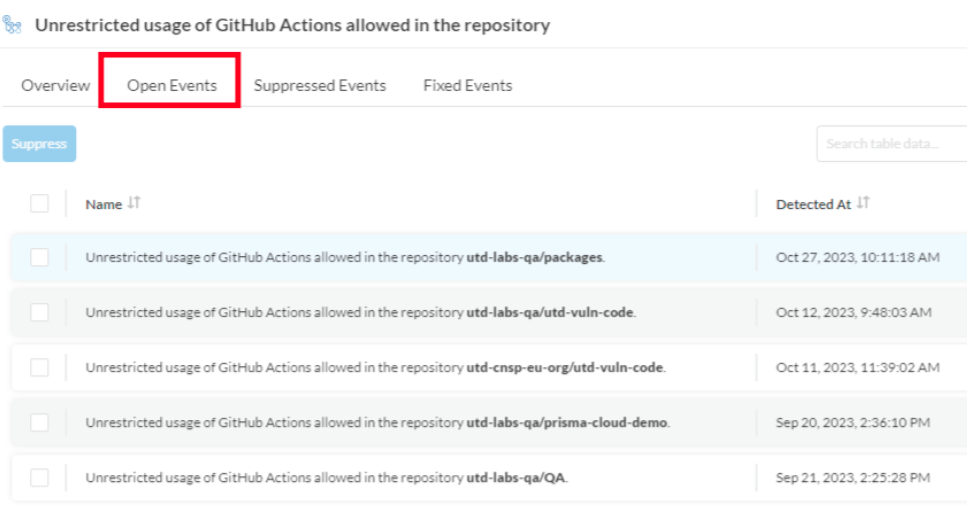 Unrestricted usage of GitHub Actions allowed in the repository
Overview Open Events Suppressed Events Fixed Events
Suppress Search table data...
Name Detected At
Unrestricted usage of GitHub Actions allowed in the repository utd-labs-qa/packages. Oct 27, 2023, 10:11:18 AM
Unrestricted usage of GitHub Actions allowed in the repository utd-labs-qa/utd-vuln-code. Oct 12, 2023, 9:48:03 AM
Unrestricted usage of GitHub Actions allowed in the repository utd-cnsp-eu-org/utd-vuln-code. Oct 11, 2023, 11:39:02 AM
Unrestricted usage of GitHub Actions allowed in the repository utd-labs-qa/prisma-cloud-demo. Sep 20, 2023, 2:36:10 PM
Unrestricted usage of GitHub Actions allowed in the repository utd-labs-qa/QA. Sep 21, 2023, 2:25:28 PM